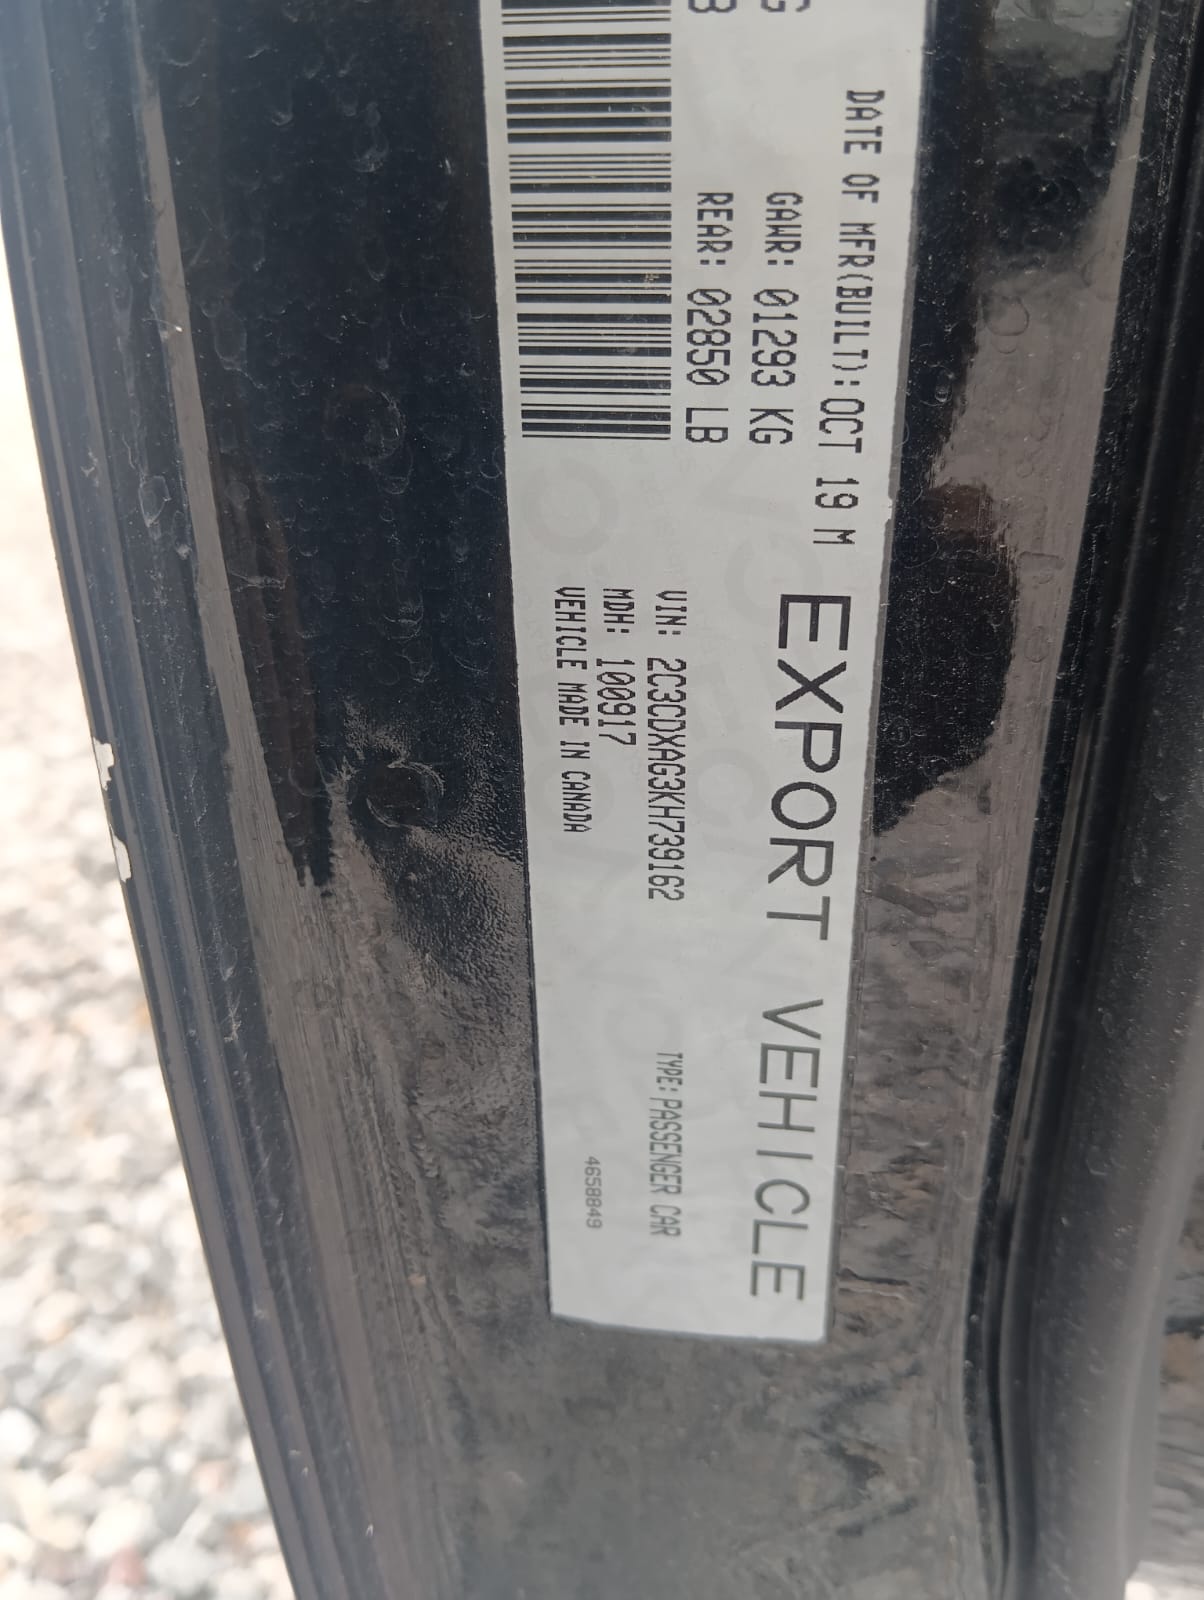 DATE OF MFR(BUILT):OCT 19 M
GAWR: 01293 KG
REAR: 02850 LB
EXPORT VEHICLE
VIN: 2C3CDXAG3KH739162
TYPE:PASSENGER CAR
MDH: 100917
VEHICLE MADE IN CANADA
4658849